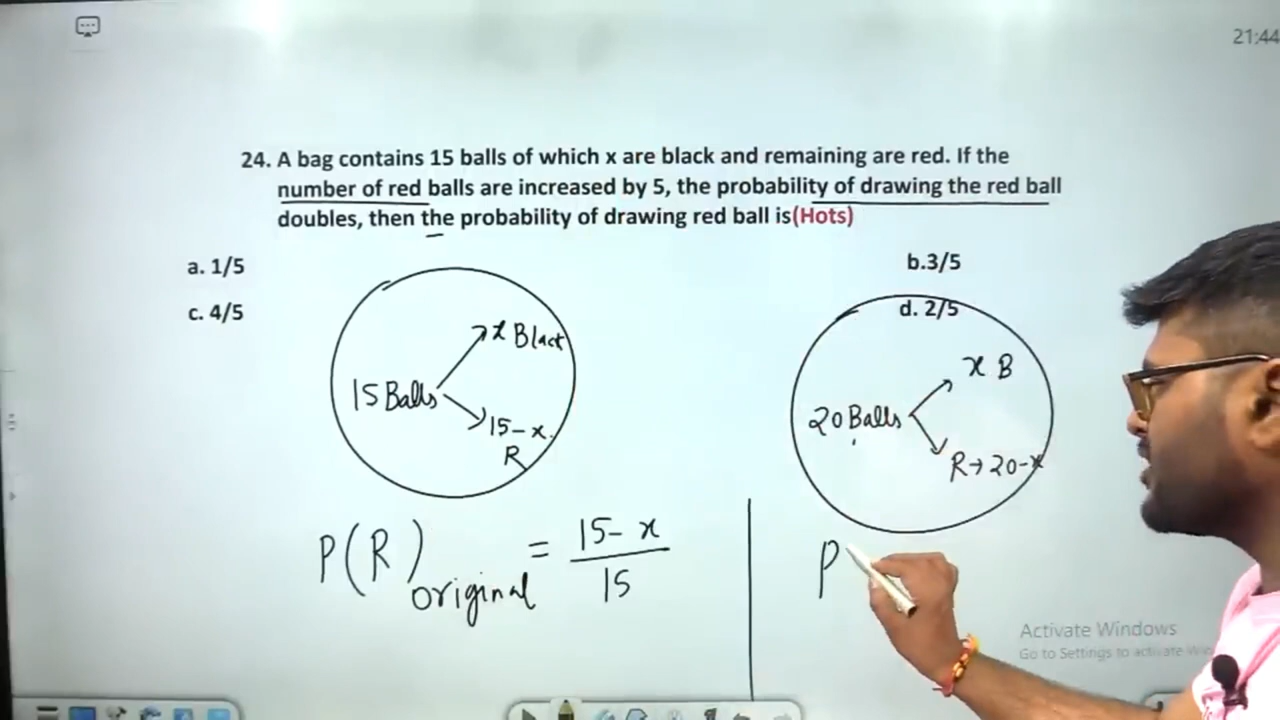 21:44
24. A bag contains 15 balls of which x are black and remaining are red. If the
number of red balls are increased by 5, the probability of drawing the red ball
doubles, then the probability of drawing red ball is(Hots)
a. 1/5
b.3/5
c. 4/5
d. 2/5
x Black
15 Balls
15-x
R
x B
20 Balls
R→20-x
P(R) original = 15-x
15
P
Activate Windows
Go to Settings to activate Win